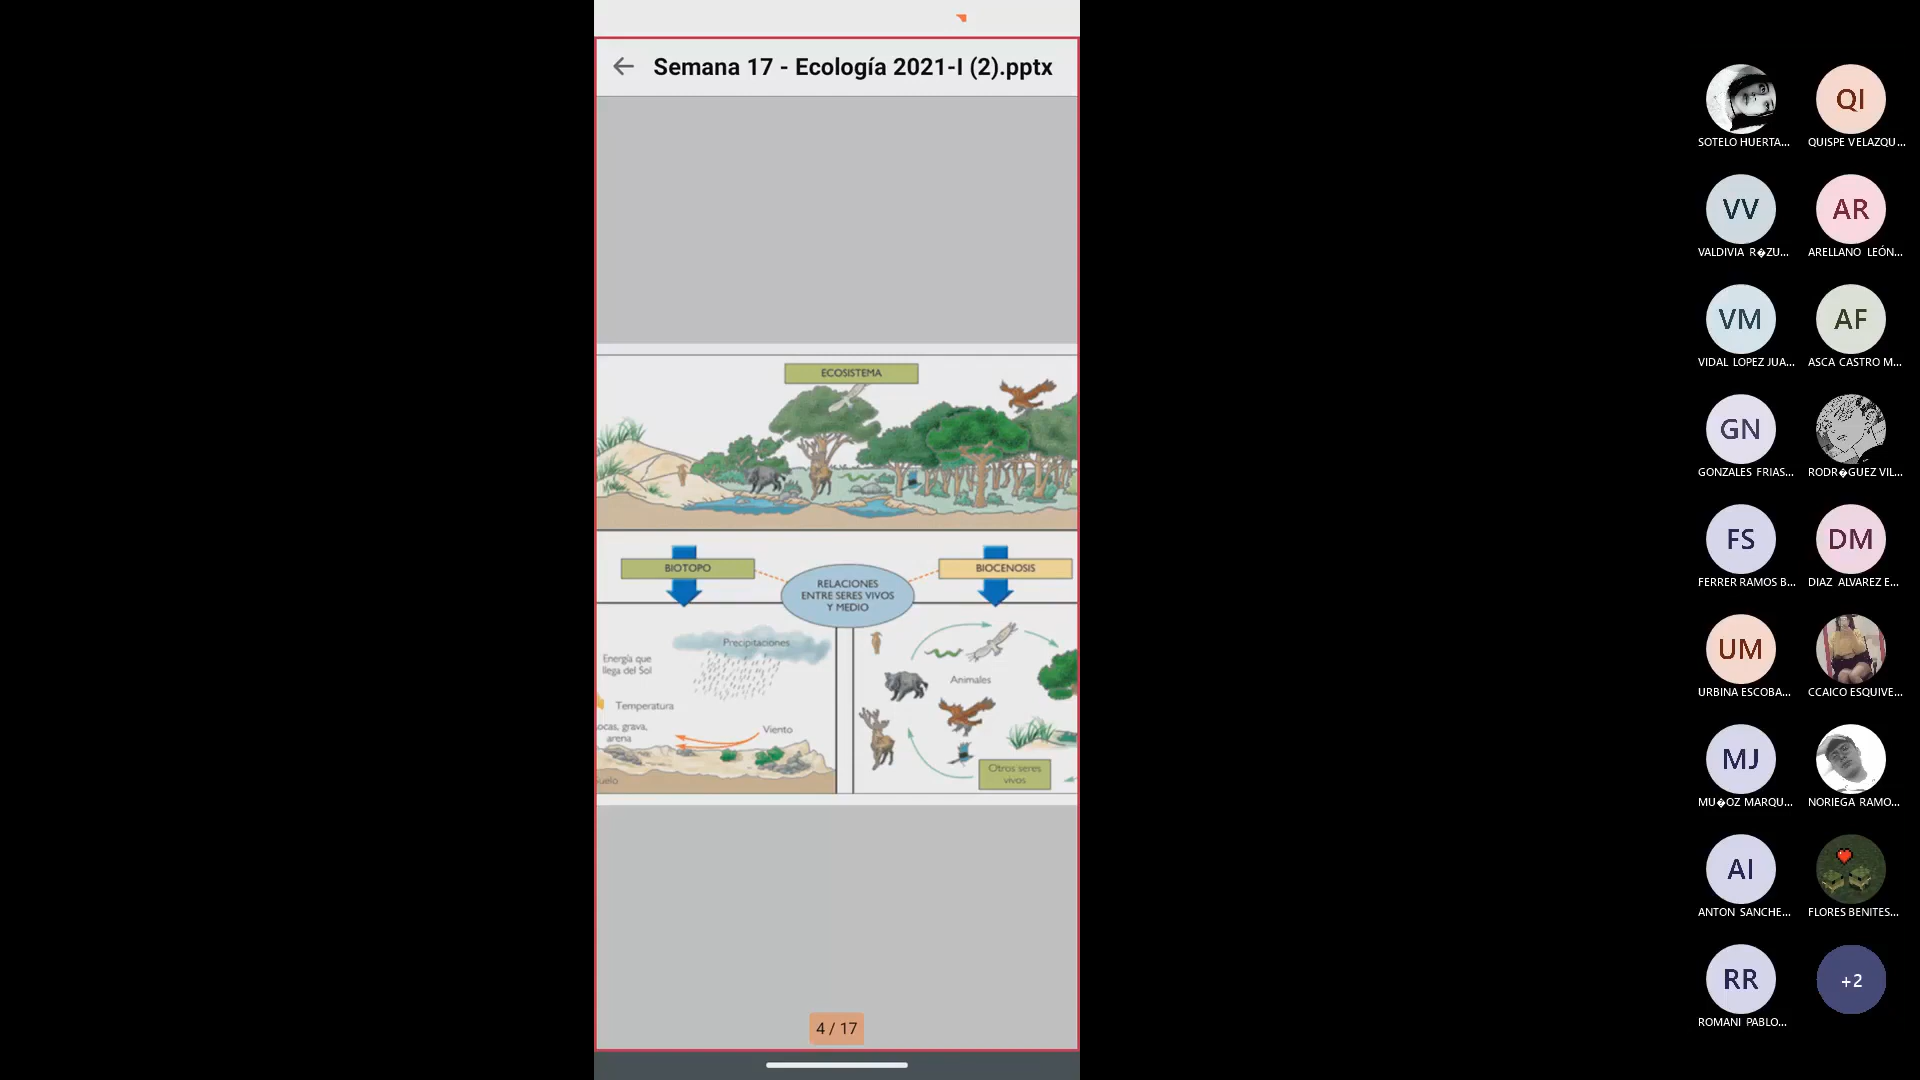 Semana 17 - Ecología 2021-I (2).pptx
ECOSISTEMA
BIOTOPO
BIOCENOSIS
RELACIONES
ENTRE SERES VIVOS
Y MEDIO
Precipitaciones
Energía que
llega del Sol
Temperatura
ocas, grava,
arena
Viento
uelo
Animales
Otros seres
vivos
4 / 17
SOTELO HUERTA...
QI
QUISPE VELAZQU...
VV
VALDIVIA R�ZU...
AR
ARELLANO LEÓN...
VM
VIDAL LOPEZ JUA...
AF
ASCA CASTRO M...
GN
GONZALES FRIAS...
RODR�GUEZ VIL...
FS
FERRER RAMOS B...
DM
DIAZ ALVAREZ E...
UM
URBINA ESCOBA...
CCAICO ESQUIVE...
MJ
MU�OZ MARQU...
NORIEGA RAMO...
AI
ANTON SANCHE...
FLORES BENITES...
RR
ROMANI PABLO...
+2